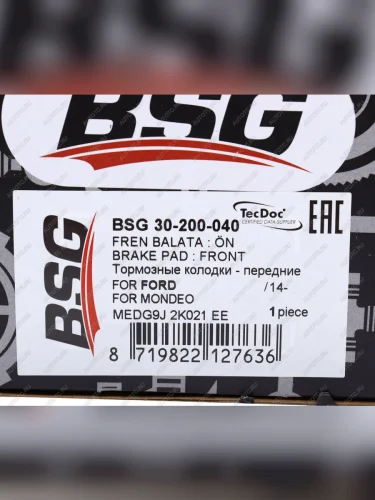 BSG
BSG
BSG 30-200-040
TecDoc
CERTIFIED DATA SUPPLIER
EAC
FREN BALATA : ÖN
BRAKE PAD : FRONT
Тормозные колодки - передние
FOR FORD /14-
FOR MONDEO
MEDG9J 2K021 EE 1 piece
8 719822 127636